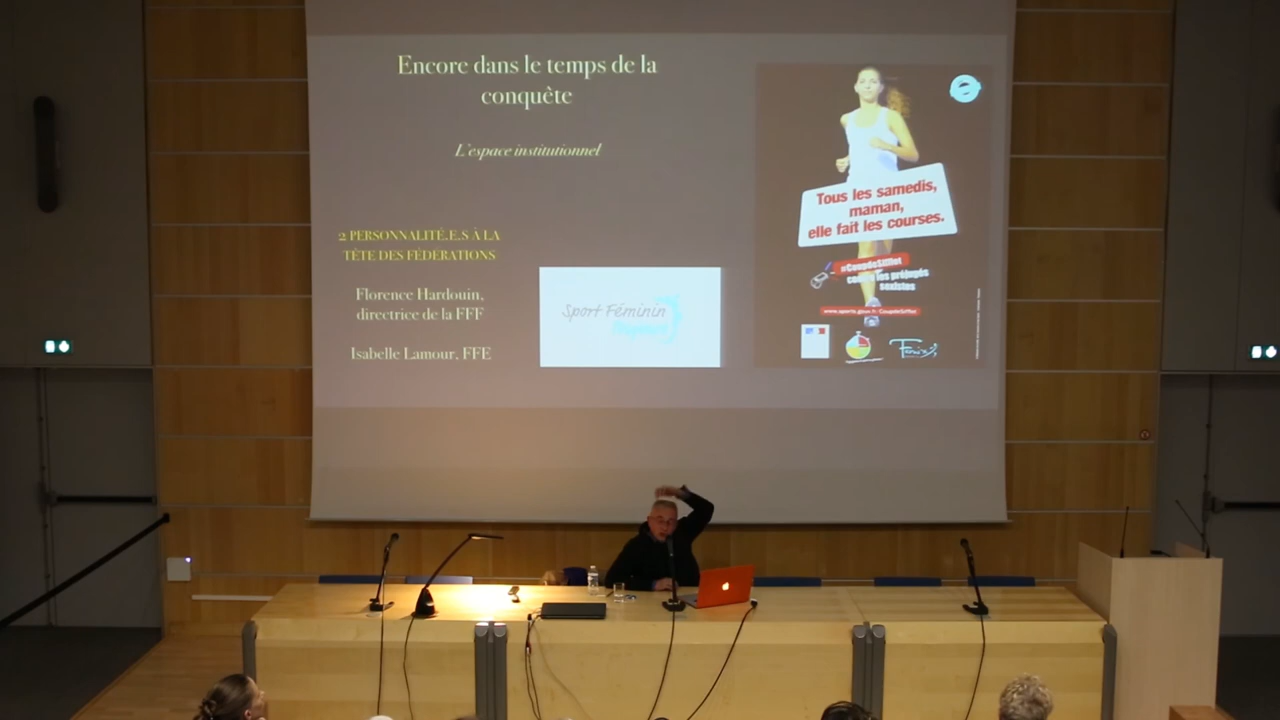 Encore dans le temps de la
conquète
L'espace institutionnel
2 PERSONNALITÉ.E.S À LA
TÊTE DES FÉDÉRATIONS
Florence Hardouin,
directrice de la FFF
Isabelle Lamour, FFE
Sport Féminin
Tous les samedis,
maman,
elle fait les courses.
#CoupdeSifflet
contre les préjugés
sexistes
www.sports.gouv.fr/CoupdeSifflet